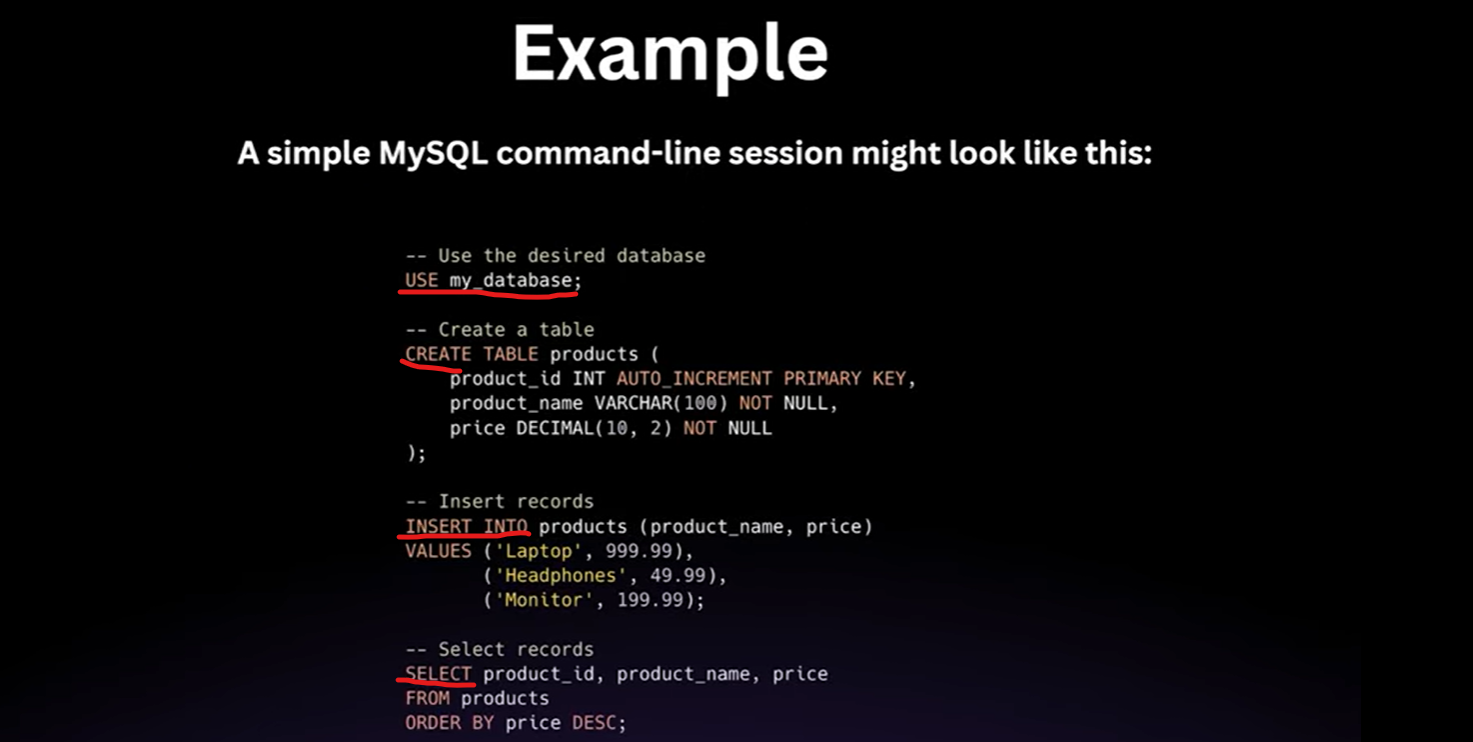 Example
A simple MySQL command-line session might look like this:
-- Use the desired database
USE my_database;
-- Create a table
CREATE TABLE products (
    product_id INT AUTO_INCREMENT PRIMARY KEY,
    product_name VARCHAR(100) NOT NULL,
    price DECIMAL(10, 2) NOT NULL
);
-- Insert records
INSERT INTO products (product_name, price)
VALUES ('Laptop', 999.99),
       ('Headphones', 49.99),
       ('Monitor', 199.99);
-- Select records
SELECT product_id, product_name, price
FROM products
ORDER BY price DESC;